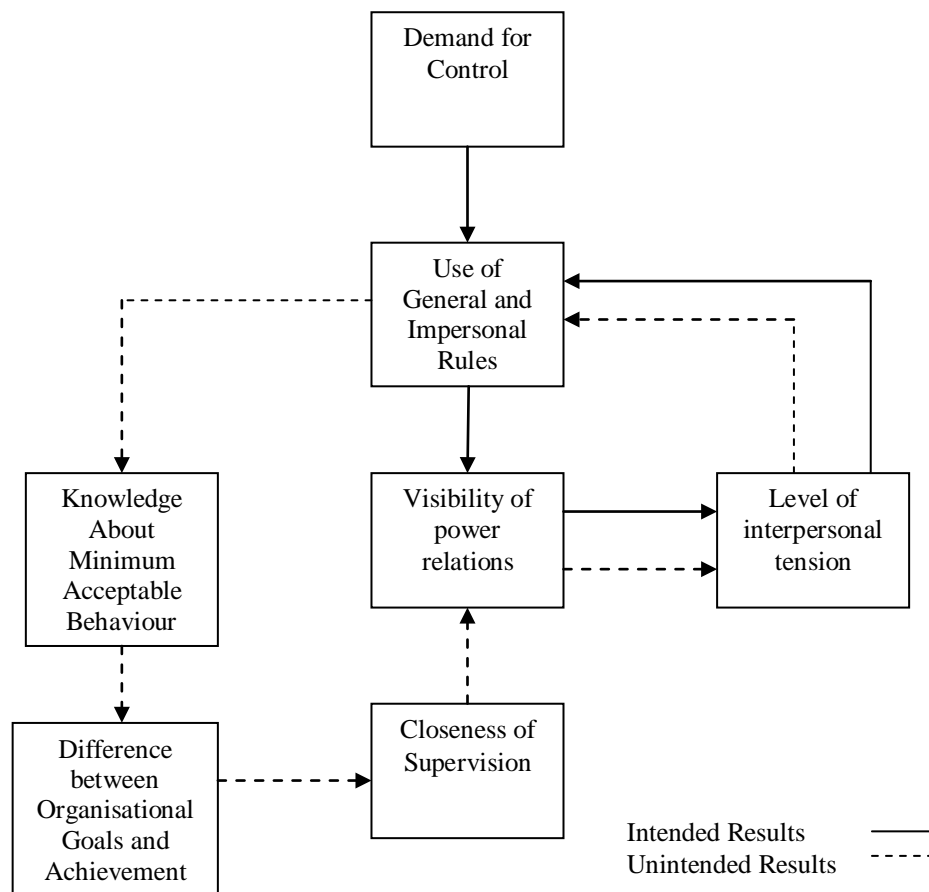 Demand for
Control
Use of
General and
Impersonal
Rules
Knowledge
About
Minimum
Acceptable
Behaviour
Visibility of
power
relations
Level of
interpersonal
tension
Difference
between
Organisational
Goals and
Achievement
Closeness of
Supervision
Intended Results
Unintended Results